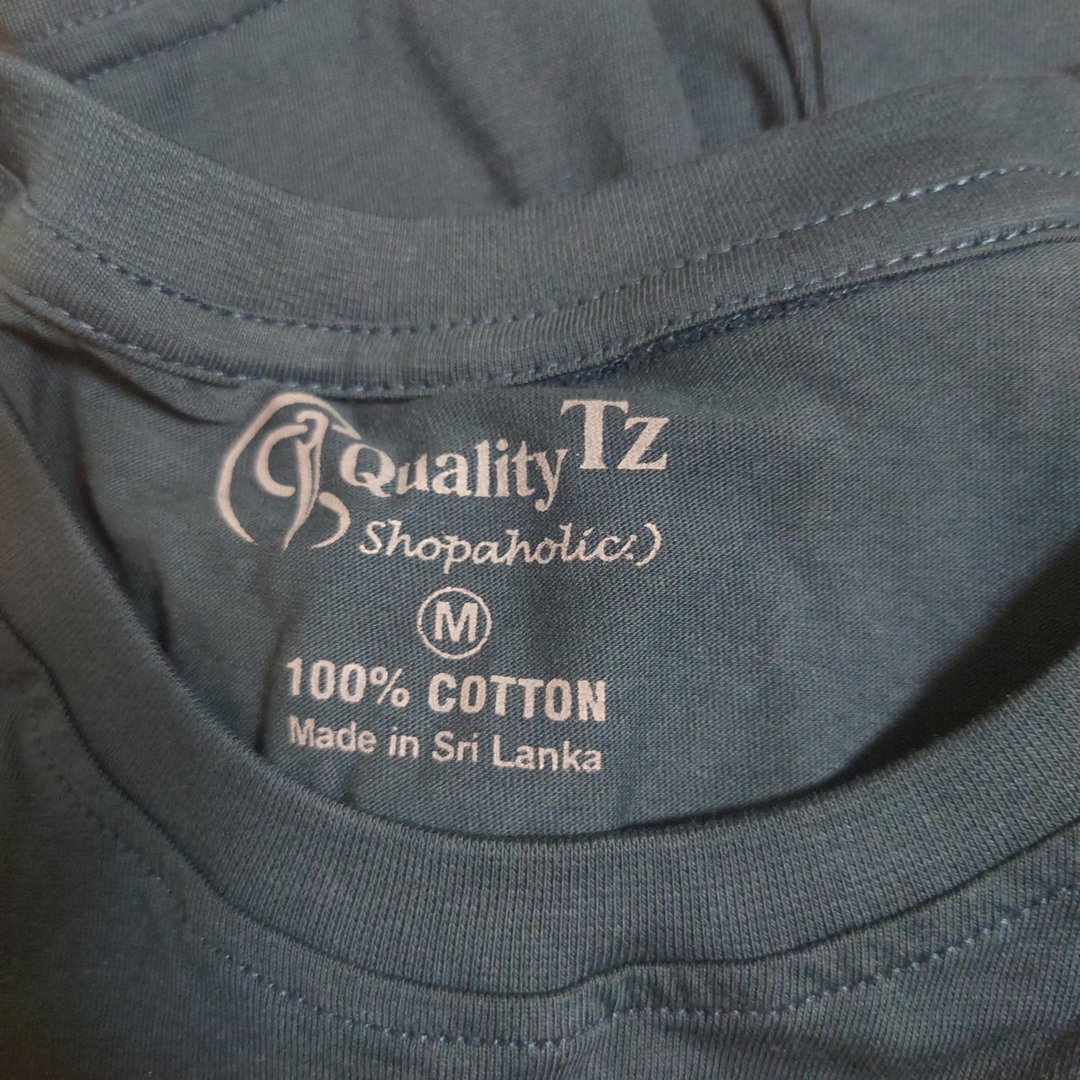 Quality Tz
Shopaholic:)
M
100% COTTON
Made in Sri Lanka